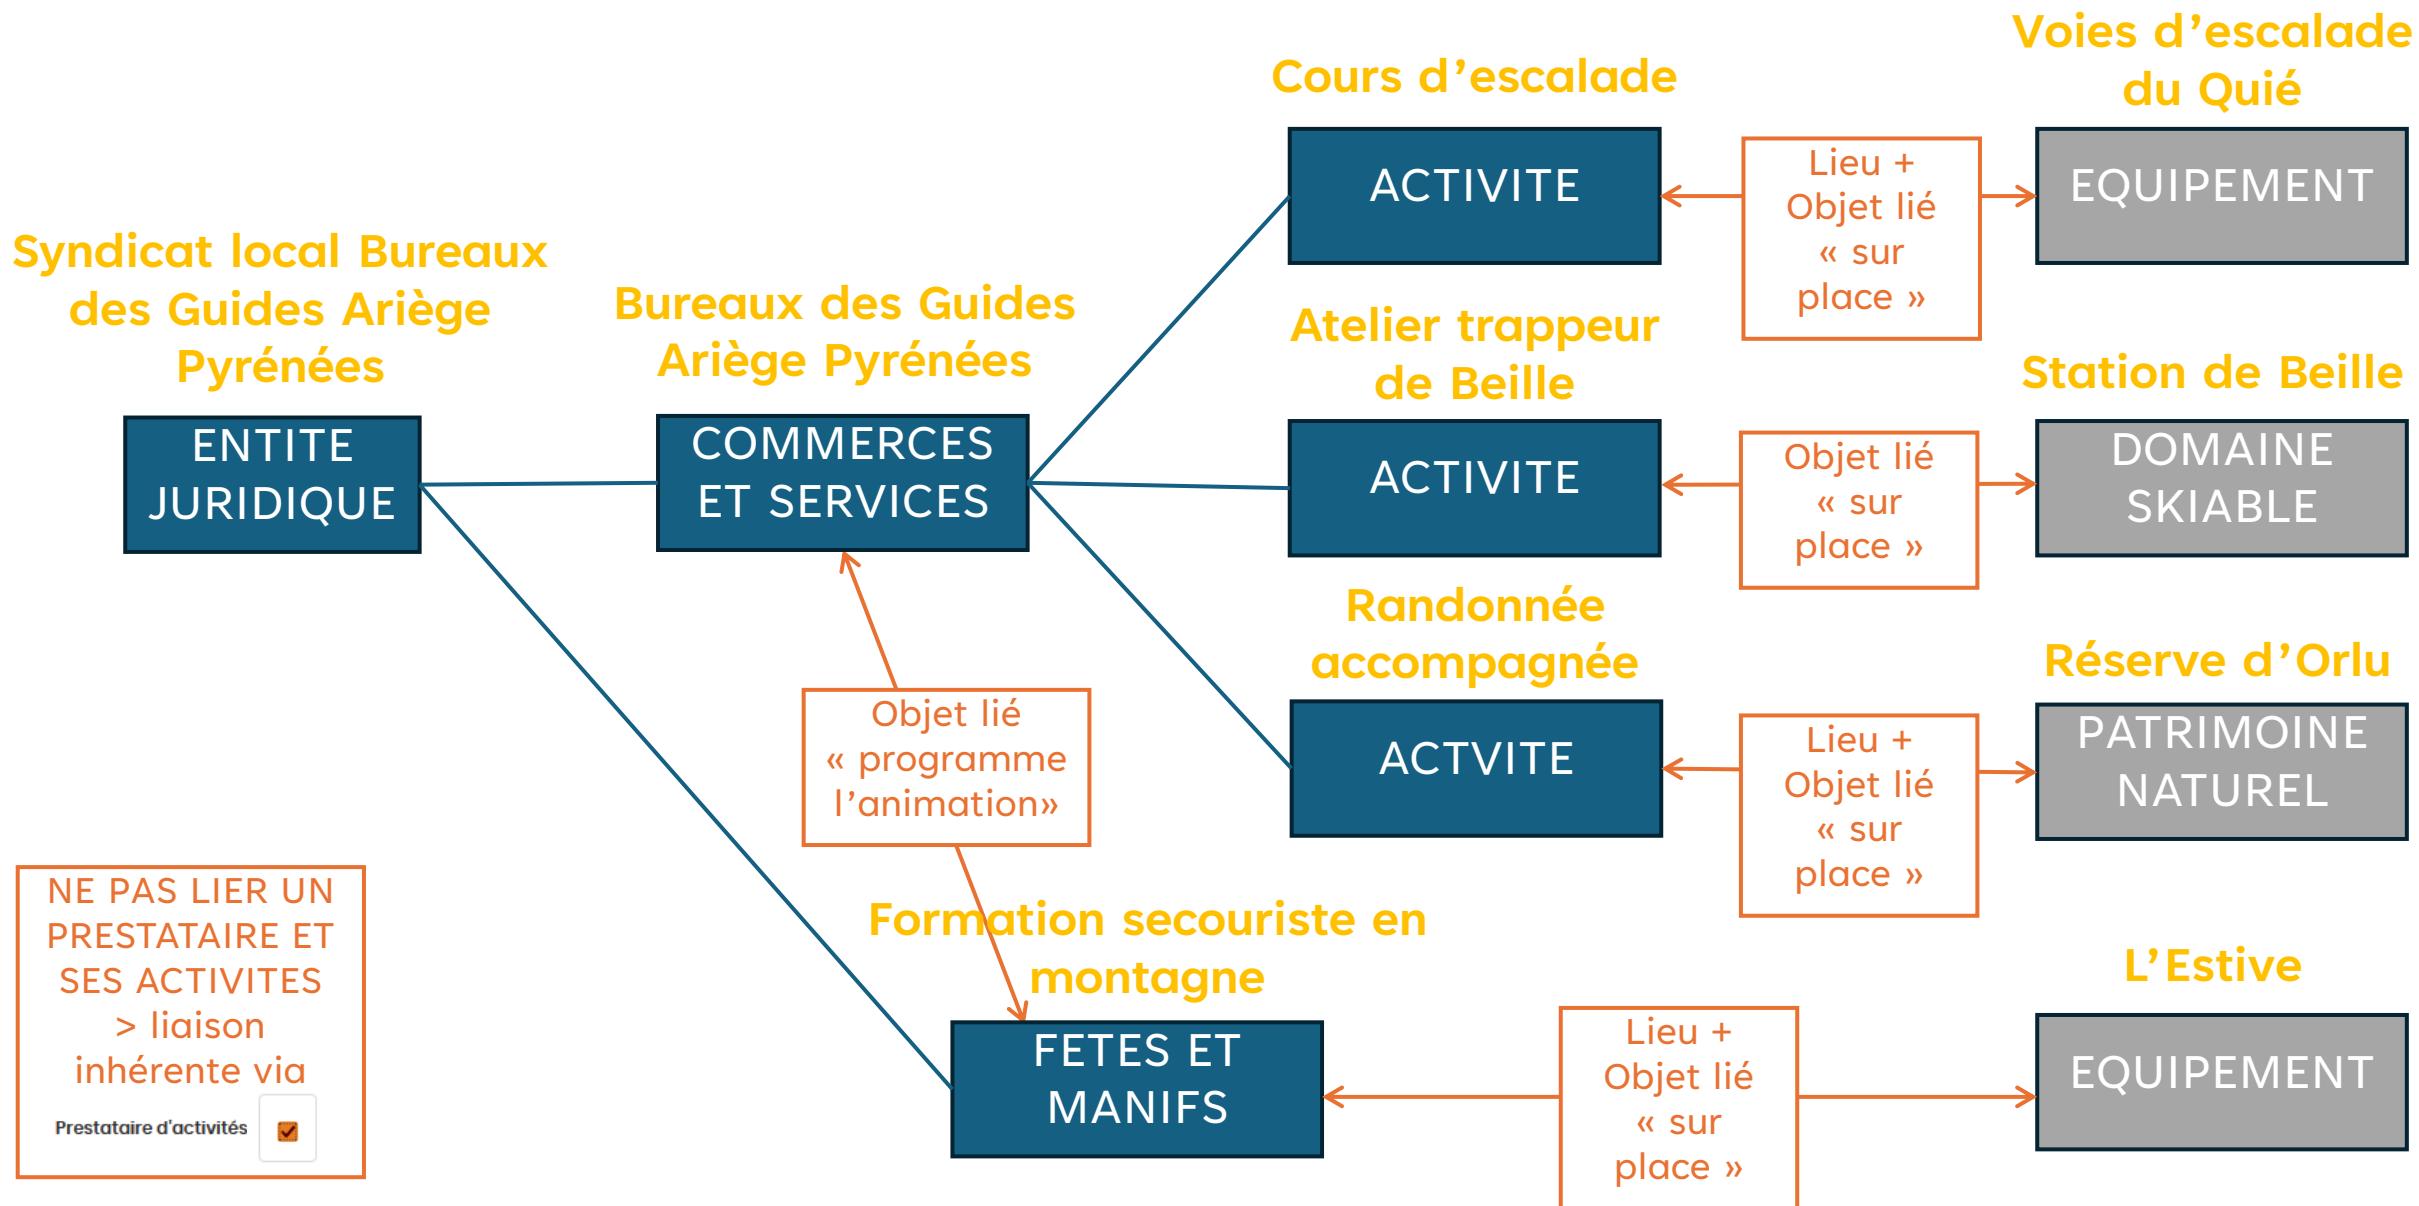 Syndicat local Bureaux
des Guides Ariège
Pyrénées
ENTITE
JURIDIQUE
Bureaux des Guides
Ariège Pyrénées
COMMERCES
ET SERVICES
Cours d’escalade
ACTIVITE
Lieu +
Objet lié
« sur
place »
Voies d’escalade
du Quié
EQUIPEMENT
Atelier trappeur
de Beille
ACTIVITE
Objet lié
« sur
place »
Station de Beille
DOMAINE
SKIABLE
Randonnée
accompagnée
ACTVITE
Lieu +
Objet lié
« sur
place »
Réserve d’Orlu
PATRIMOINE
NATUREL
Objet lié
« programme
l’animation»
Formation secouriste en
montagne
FETES ET
MANIFS
Lieu +
Objet lié
« sur
place »
L’Estive
EQUIPEMENT
NE PAS LIER UN
PRESTATAIRE ET
SES ACTIVITES
> liaison
inhérente via
Prestataire d'activités